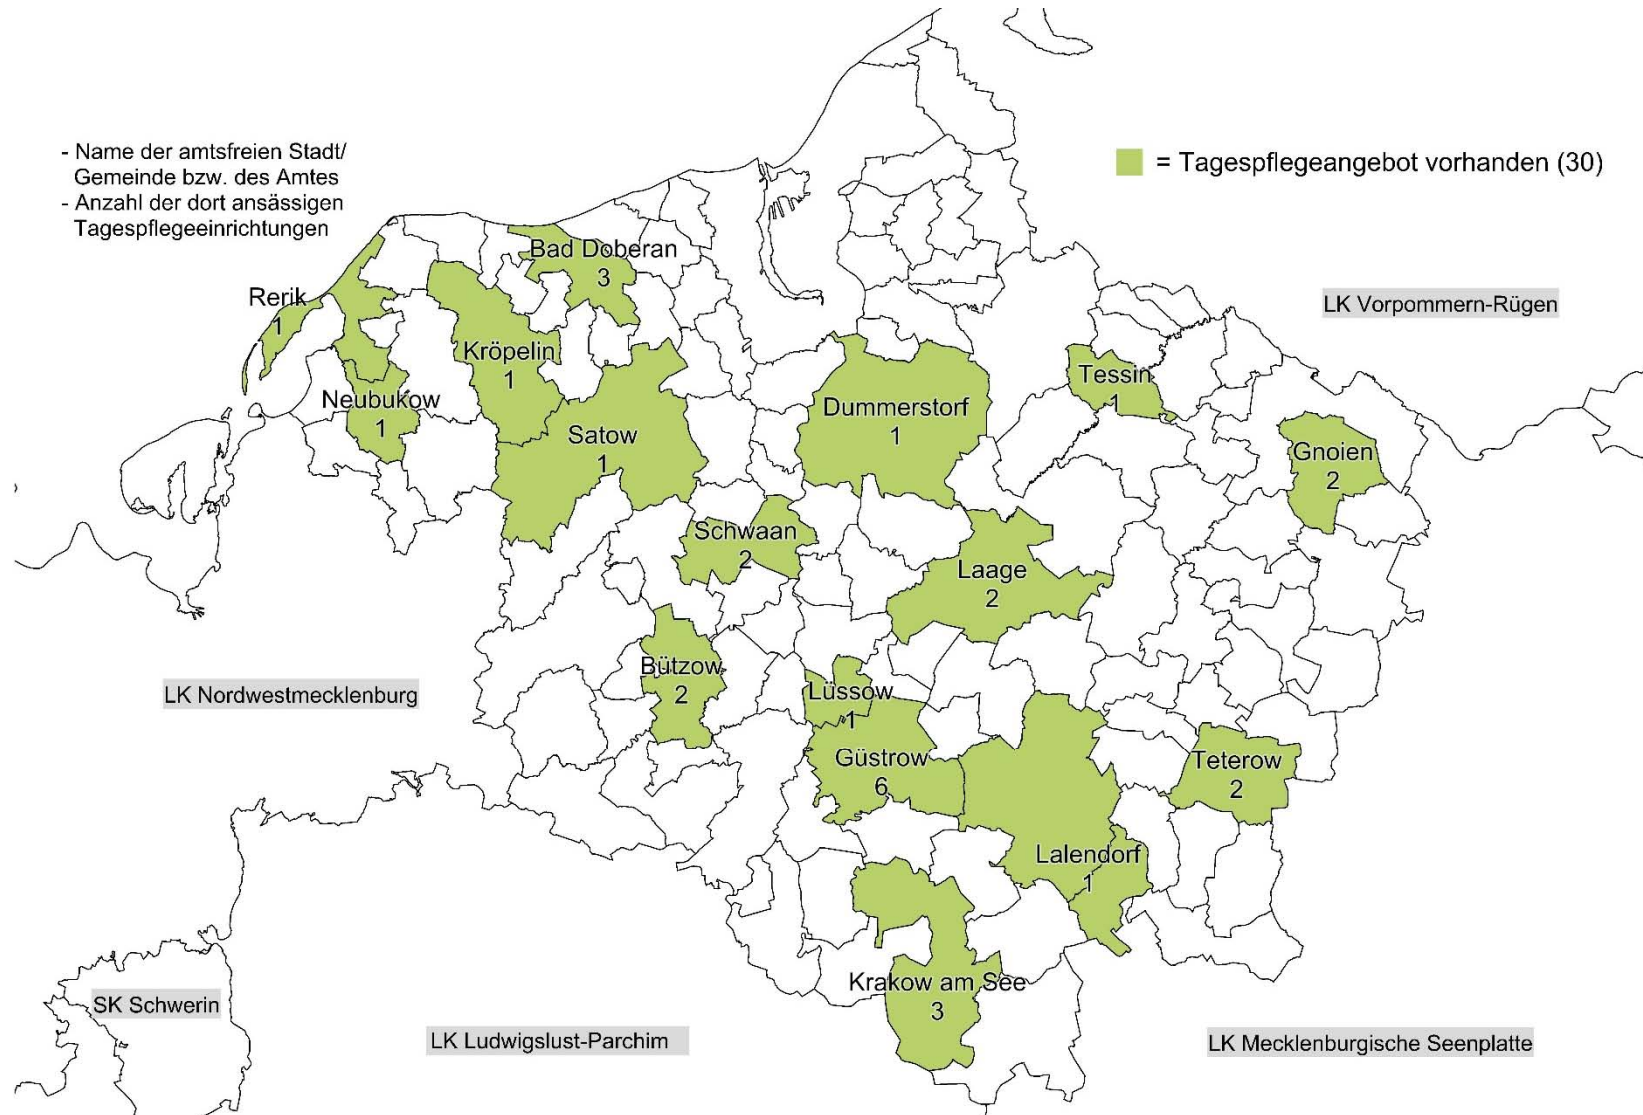 - Name der amtsfreien Stadt/
Gemeinde bzw. des Amtes
- Anzahl der dort ansässigen
Tagespflegeeinrichtungen
= Tagespflegeangebot vorhanden (30)
Bad Doberan
3
Rerik
1
LK Vorpommern-Rügen
Kröpelin
1
Tessin
1
Neubukow
1
Dummerstorf
1
Satow
1
Gnoien
2
Schwaan
2
Laage
2
Bützow
2
LK Nordwestmecklenburg
Lüssow
1
Güstrow
6
Teterow
2
Lalendorf
1
Krakow am See
3
SK Schwerin
LK Ludwigslust-Parchim
LK Mecklenburgische Seenplatte